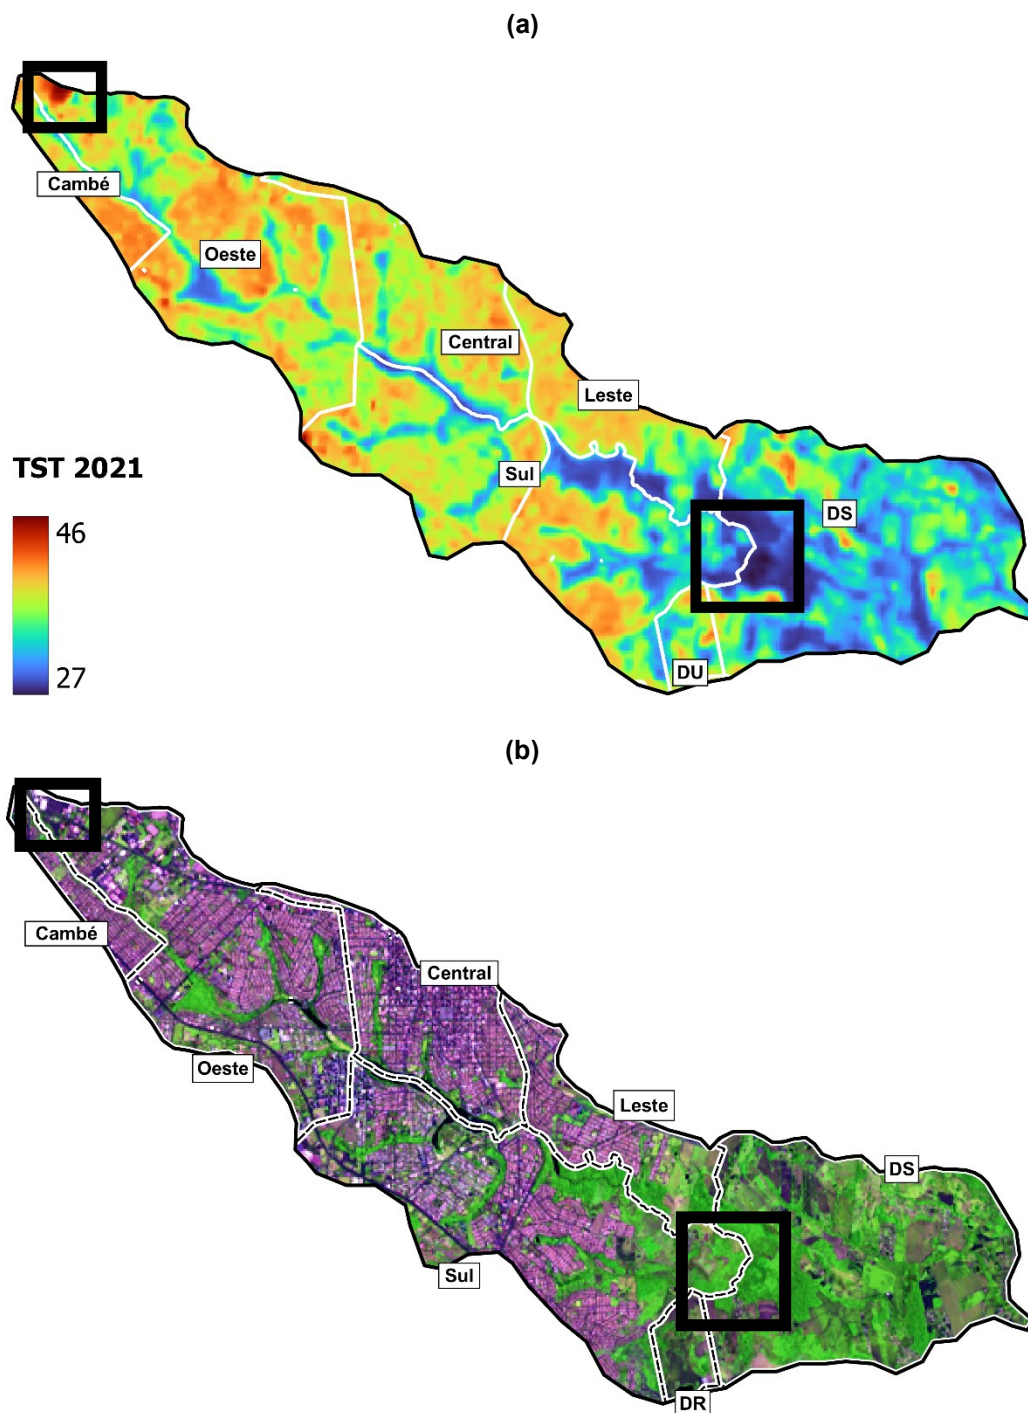 (a)
Cambé
Oeste
Central
Leste
TST 2021
Sul
46
DS
27
DU
(b)
Cambé
Central
Oeste
Leste
DS
Sul
DR